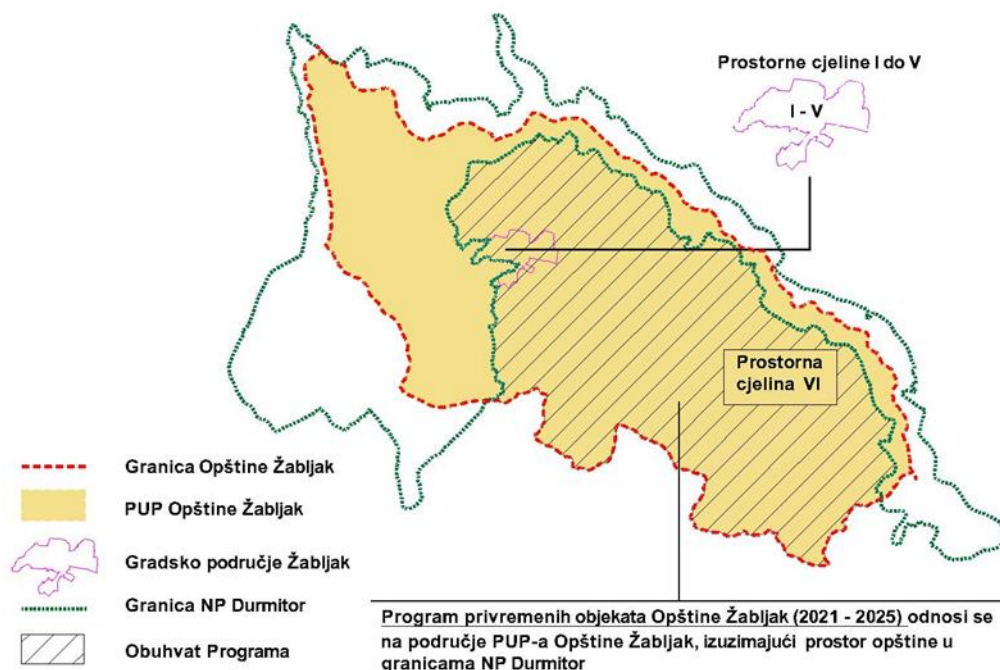 Prostorne cjeline I do V
I - V
Prostorna
cjelina VI
Granica Opštine Žabljak
PUP Opštine Žabljak
Gradsko područje Žabljak
Granica NP Durmitor
Obuhvat Programa
Program privremenih objekata Opštine Žabljak (2021 - 2025) odnosi se
na područje PUP-a Opštine Žabljak, izuzimajući prostor opštine u
granicama NP Durmitor